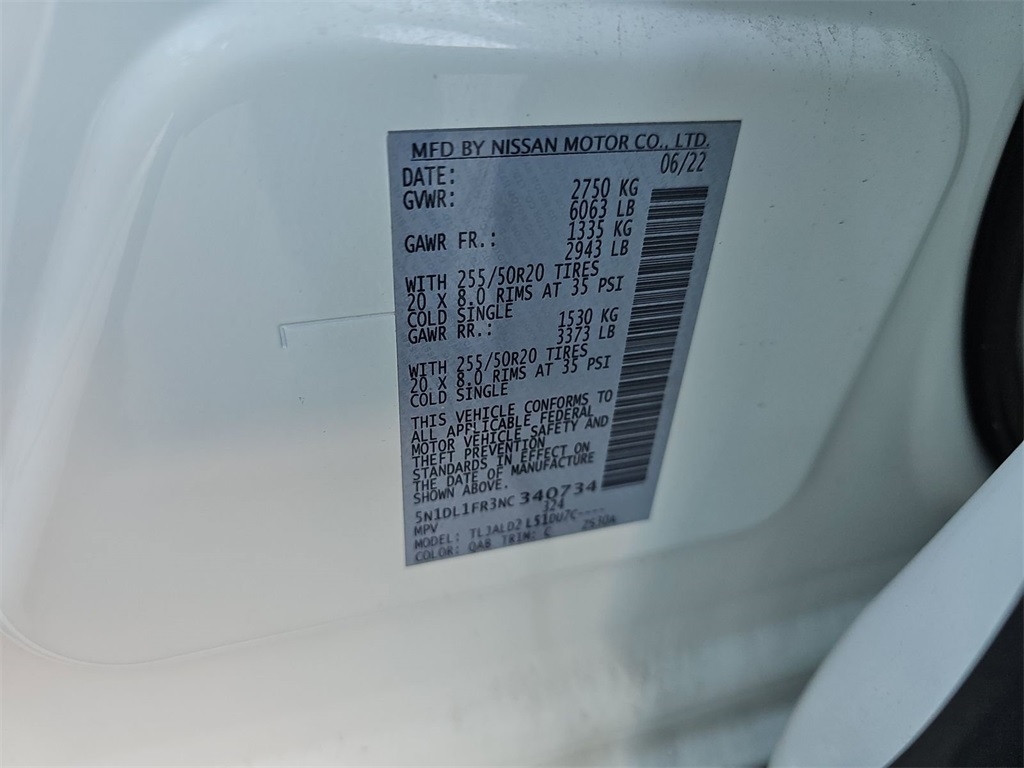 MFD BY NISSAN MOTOR CO., LTD.
DATE: 06/22
GVWR: 2750 KG
6063 LB
GAWR FR.: 1335 KG
2943 LB
WITH 255/50R20 TIRES
20 X 8.0 RIMS AT 35 PSI
COLD SINGLE
GAWR RR.: 1530 KG
3373 LB
WITH 255/50R20 TIRES
20 X 8.0 RIMS AT 35 PSI
COLD SINGLE
THIS VEHICLE CONFORMS TO
ALL APPLICABLE FEDERAL
MOTOR VEHICLE SAFETY AND
THEFT PREVENTION
STANDARDS IN EFFECT ON
THE DATE OF MANUFACTURE
SHOWN ABOVE.
5N1DL1FR3NC 340734
MPV 324
MODEL: TLJALD2 L51DU7C----
COLOR: QAB TRIM: C